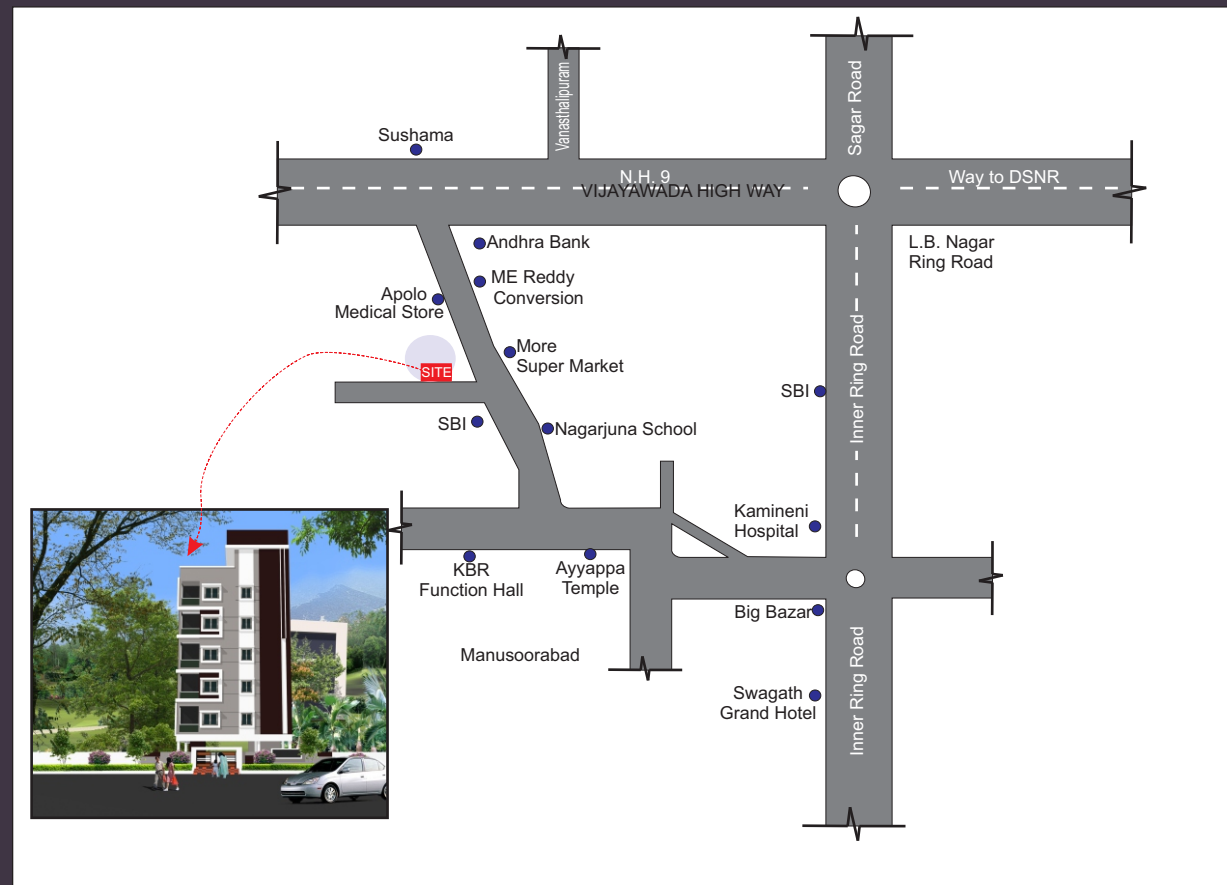 Vanasthalipuram
Sagar Road
Sushama
N.H. 9
VIJAYAWADA HIGH WAY
Way to DSNR
Andhra Bank
L.B. Nagar
Ring Road
ME Reddy
Conversion
Apolo
Medical Store
More
Super Market
SITE
Inner Ring Road
SBI
SBI
Nagarjuna School
Kamineni
Hospital
KBR
Function Hall
Ayyappa
Temple
Big Bazar
Manusoorabad
Swagath
Grand Hotel
Inner Ring Road